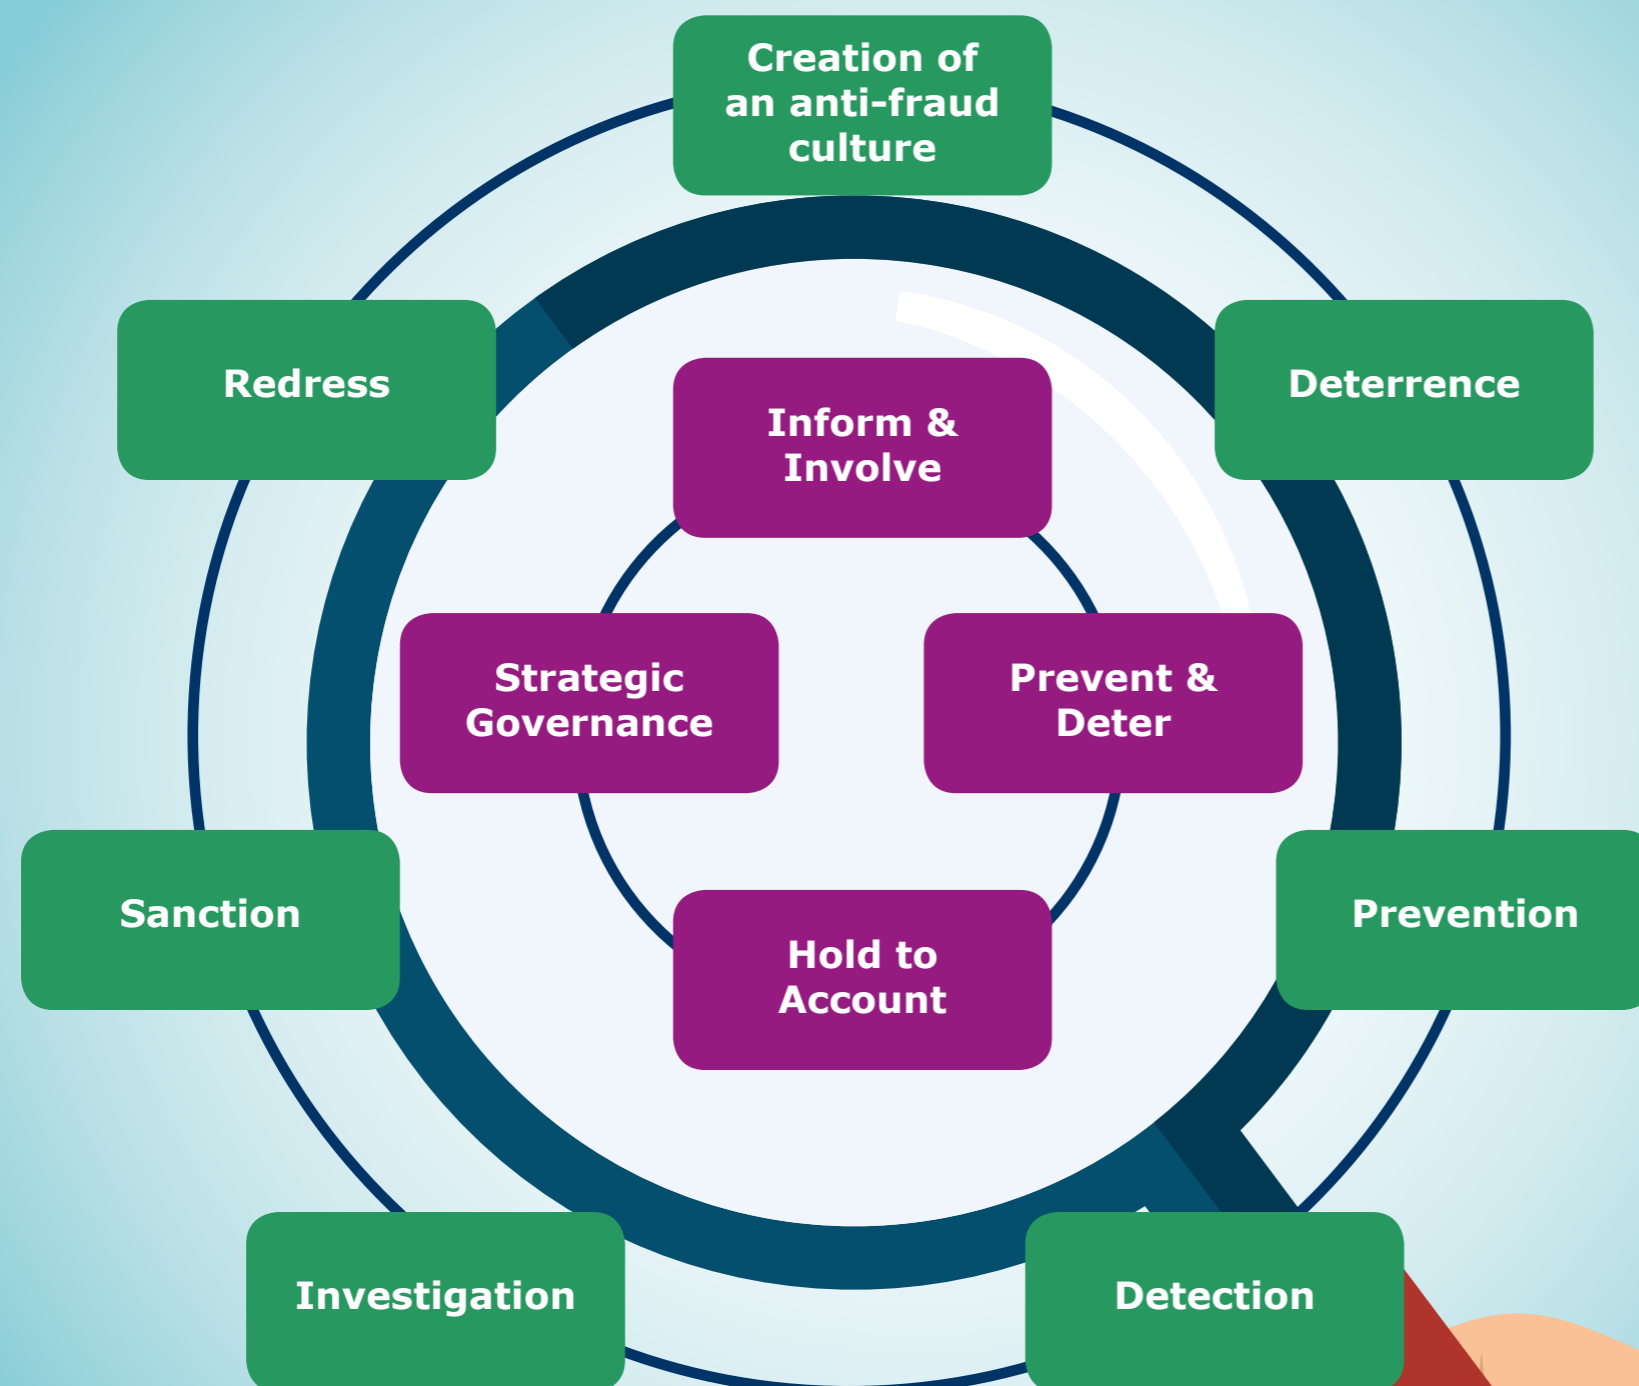 Creation of
an anti-fraud
culture
Redress
Deterrence
Inform &
Involve
Strategic
Governance
Prevent &
Deter
Sanction
Prevention
Hold to
Account
Investigation
Detection